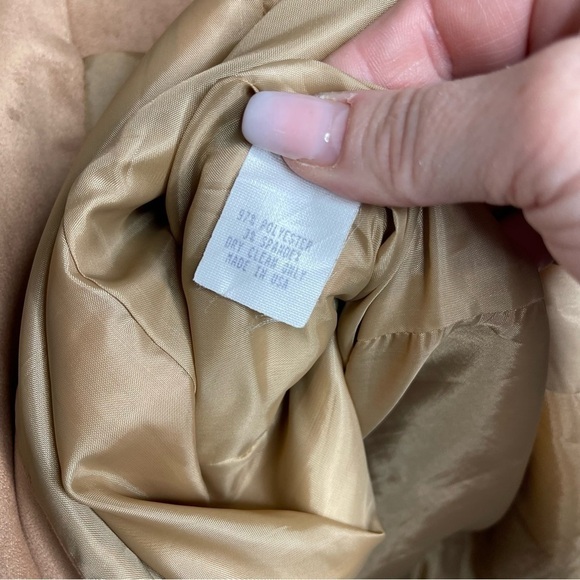 97% POLYESTER
3% SPANDEX
DRY CLEAN ONLY
MADE IN USA